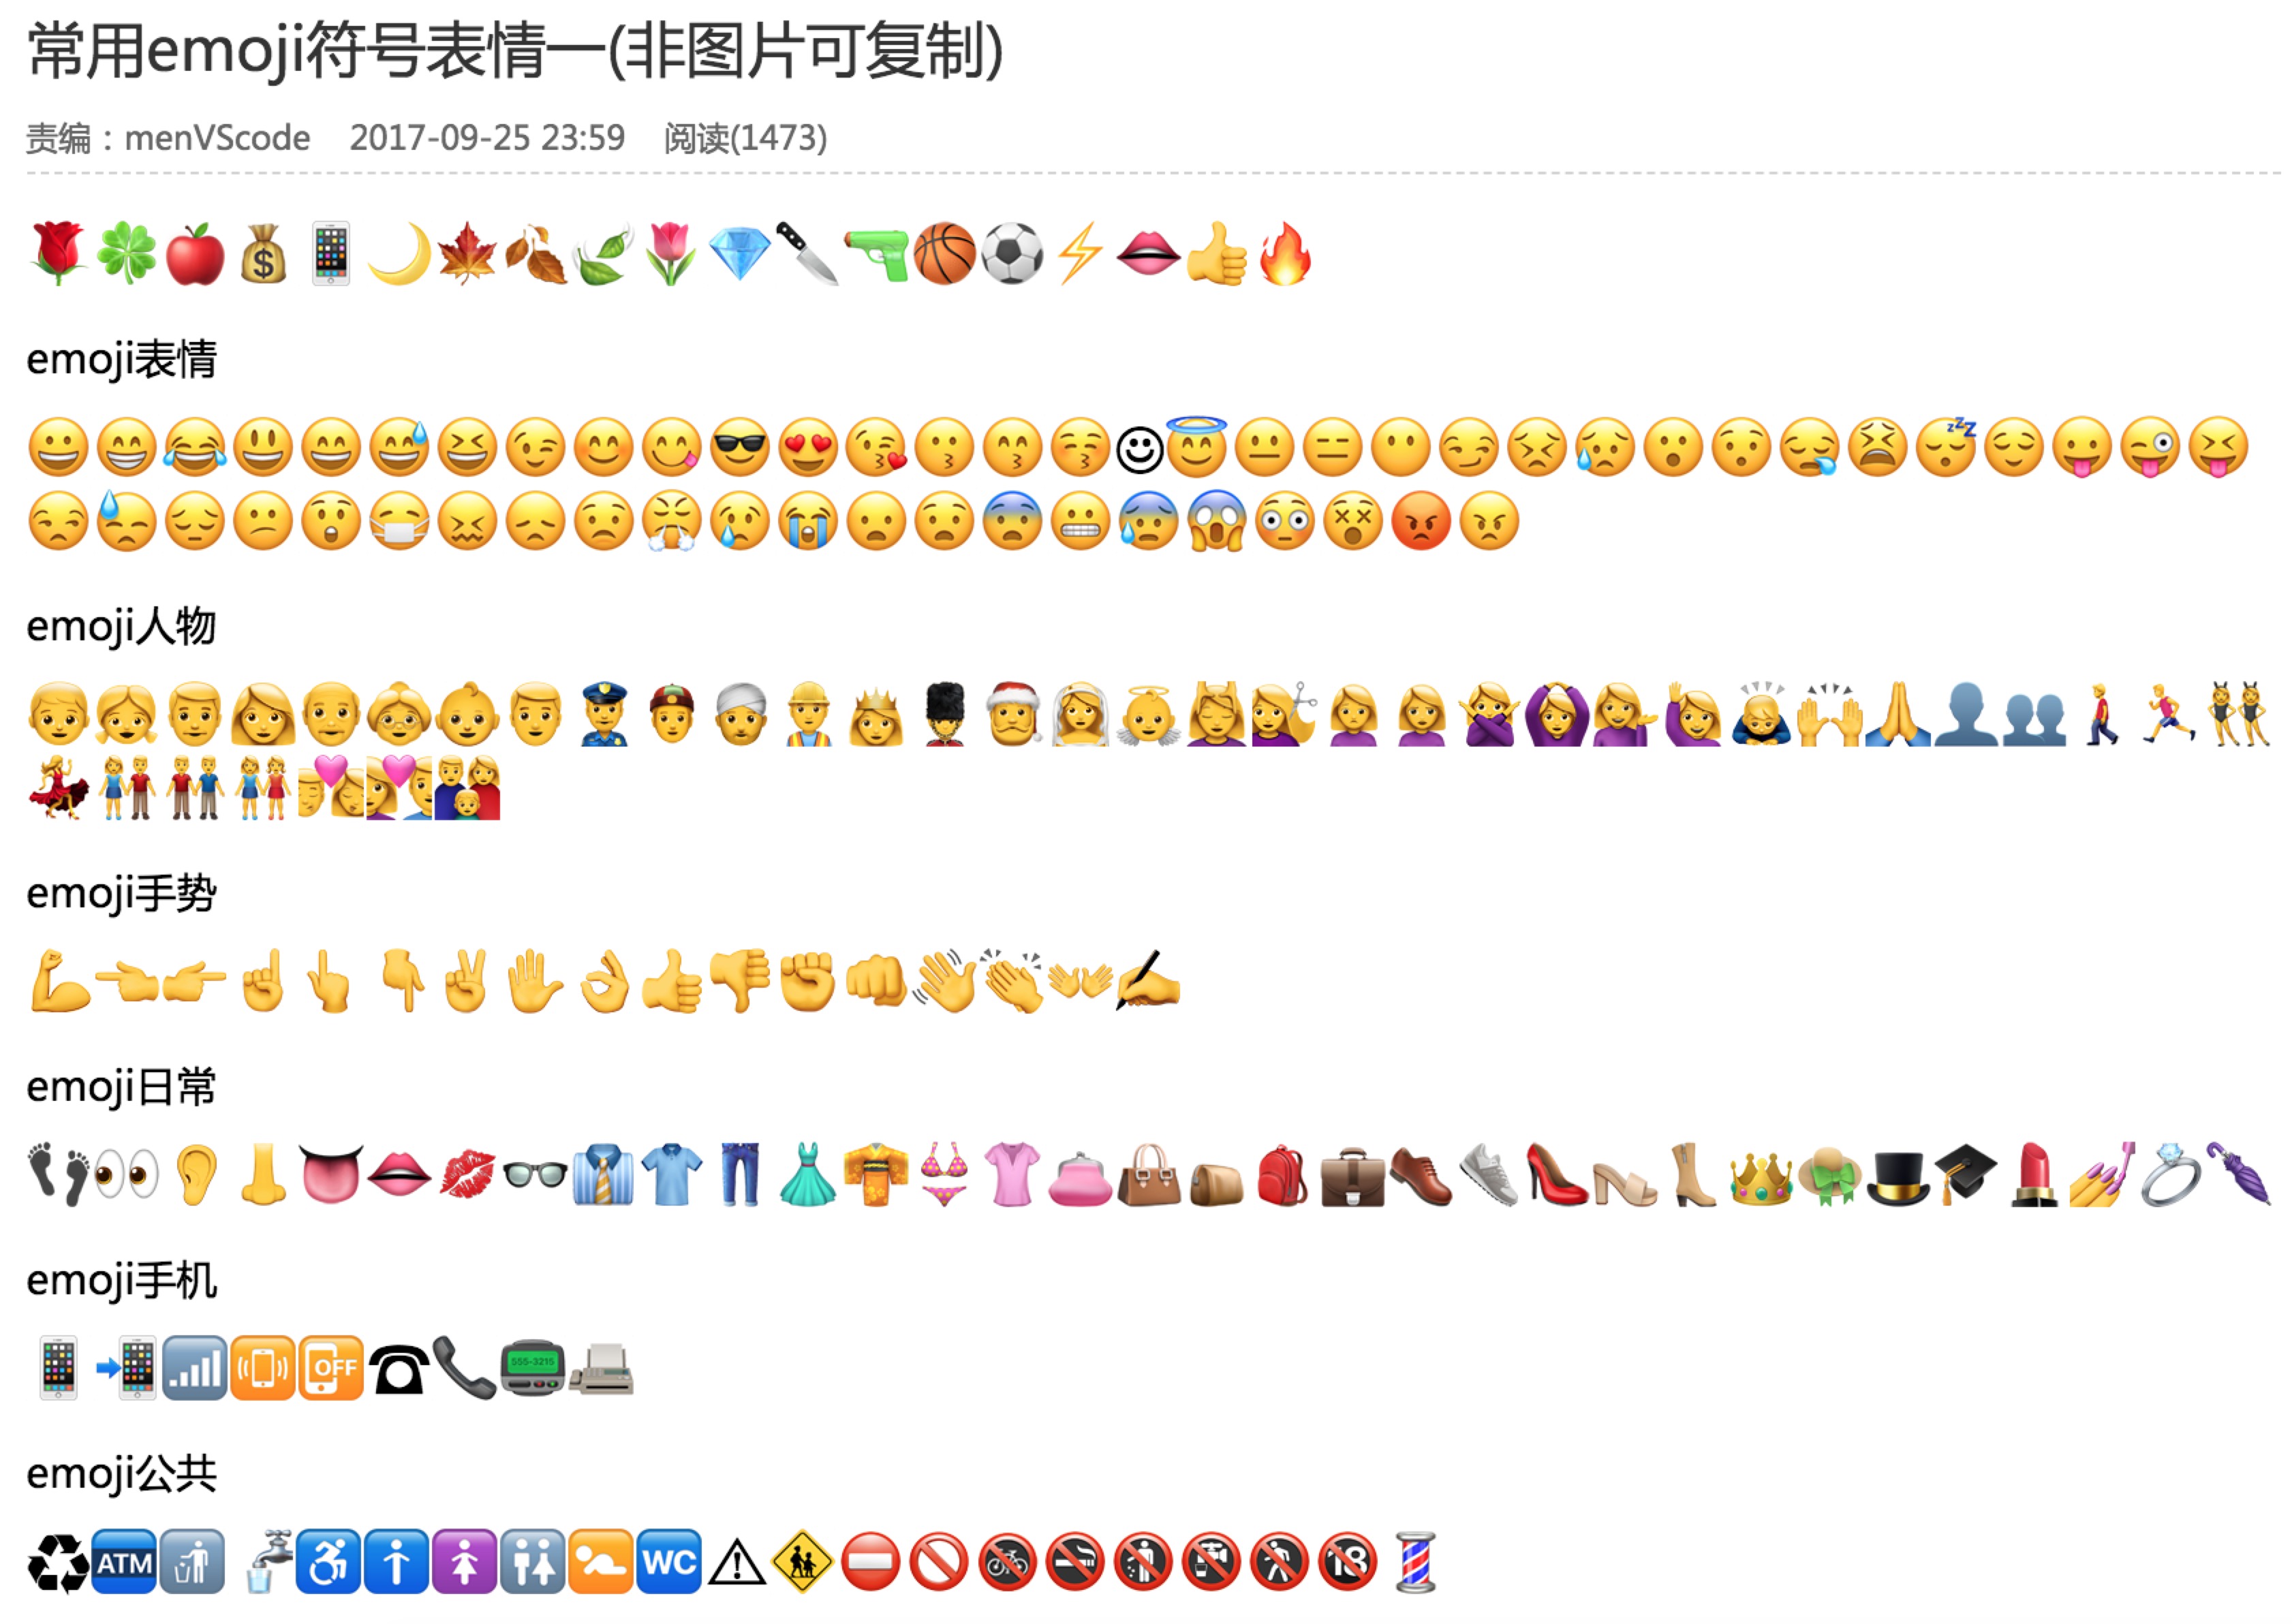 常用emoji符号表情一(非图片可复制)
责编：menVScode 2017-09-25 23:59 阅读(1473)
🌹🍀🍎💰📱🌙🍁🍂🍃🌷💎🔪🔫🏀⚽⚡👄👍🔥
emoji表情
😀😁😂😃😄😅😆😉😊😋😎😍😘😗😙😚☺😇😐😑😶😏😣😥😮😯😪😫😴😌😛😜😝
😒😓😔😕😲😷😖😞😟😤😢😭😦😧😨😬😰😱😳😵😡😠
emoji人物
👦👧👨👩👴👵👶👱👮👲👳👷👸💂🎅👰👼💆💇🙍🙎🙅🙆💁🙋🙇🙌🙏👤👥🚶🏃👯
💃👫👬👭💏💑👪
emoji手势
💪👈👉☝👆👇✌✋👌👍👎✊👊👋👏👐✍
emoji日常
👣👀👂👃👅👄💋👓👔👕👖👗👘👙👚👛👜👝🎒💼👞👟👠👡👢👑👒🎩🎓💄💅💍🌂
emoji手机
📱📲📶📳📴☎📞📟📠
emoji公共
♻🏧🚮🚰♿🚹🚺🚻🚼🚾⚠🚸⛔🚫🚳🚭🚯🚱🚷🔞💈